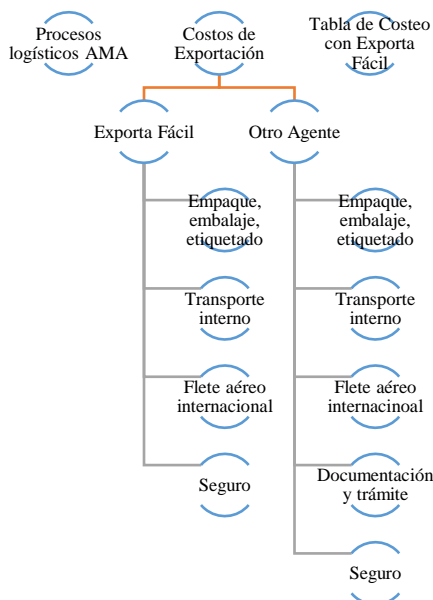 Procesos
logísticos AMA
Costos de
Exportación
Tabla de Costeo
con Exporta
Fácil
Exporta Fácil
Otro Agente
Empaque,
embalaje,
etiquetado
Transporte
interno
Flete aéreo
internacional
Seguro
Empaque,
embalaje,
etiquetado
Transporte
interno
Flete aéreo
internacinoal
Documentación
y trámite
Seguro